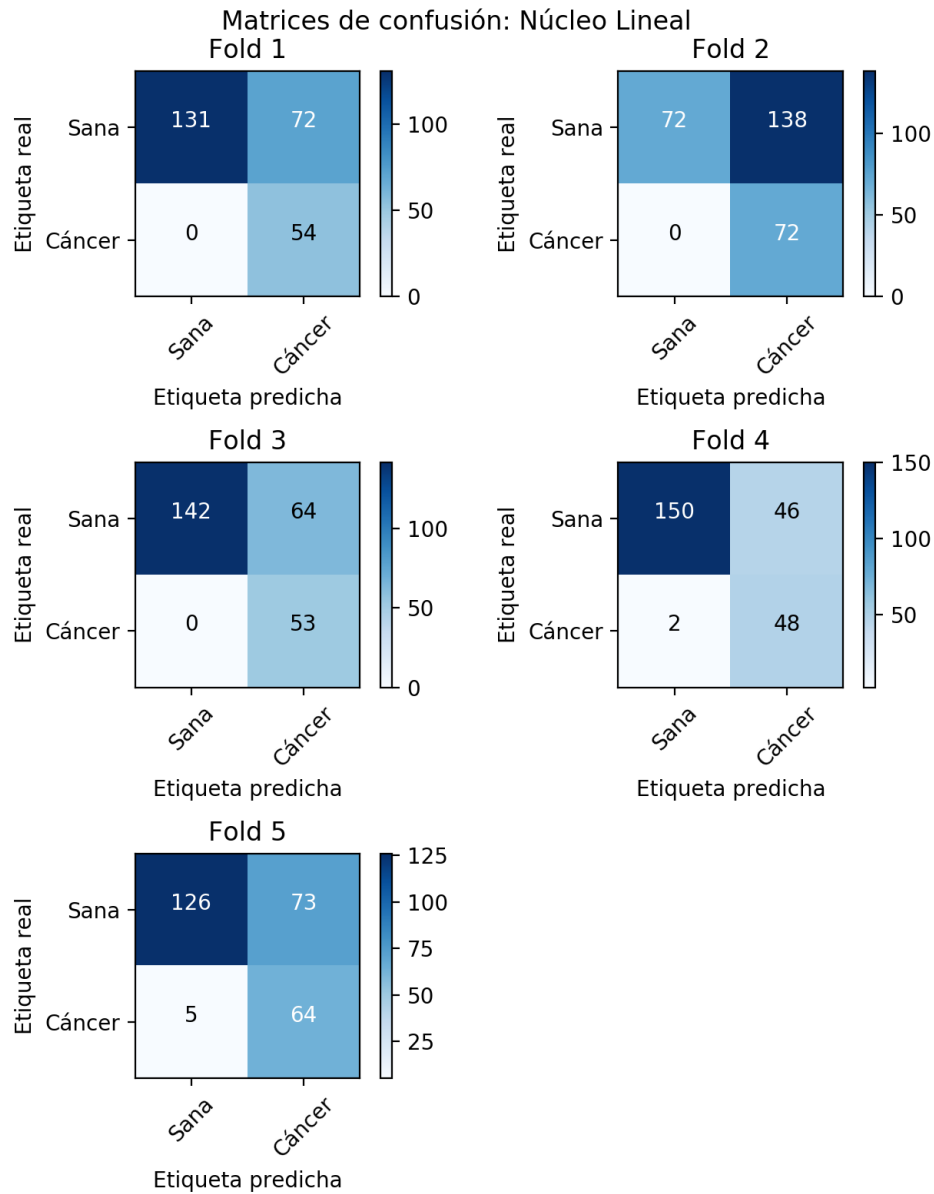 Matrices de confusión: Núcleo Lineal
Fold 1
Etiqueta real
Sana
Cáncer
131 72
0 54
100
50
0
Sana
Cáncer
Etiqueta predicha
Fold 2
Etiqueta real
Sana
Cáncer
72 138
0 72
100
50
0
Sana
Cáncer
Etiqueta predicha
Fold 3
Etiqueta real
Sana
Cáncer
142 64
0 53
100
50
0
Sana
Cáncer
Etiqueta predicha
Fold 4
Etiqueta real
Sana
Cáncer
150 46
2 48
150
100
50
Sana
Cáncer
Etiqueta predicha
Fold 5
Etiqueta real
Sana
Cáncer
126 73
5 64
125
100
75
50
25
Sana
Cáncer
Etiqueta predicha